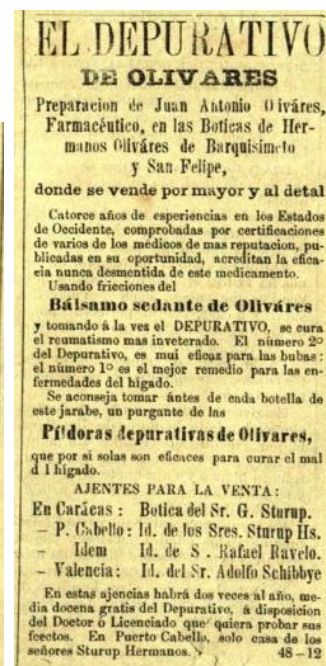 EL DEPURATIVO
DE OLIVARES
Preparacion de Juan Antonio Oliváres,
Farmacéutico, en las Boticas de Her-
manos Oliváres de Barquisimeto
y San Felipe,
donde se vende por mayor y al detal
Catorce años de esperiencias en los Estados
de Occidente, comprobadas por certificaciones
de varios de los médicos de mas reputacion, pu-
blicadas en su oportunidad, acreditan la efica-
cia nunca desmentida de este medicamento.
Usando fricciones del
Bálsamo sedante de Oliváres
y tomando á la vez el DEPURATIVO, se cura
el reumatismo mas inveterado. El número 2º
del Depurativo, es mui eficaz para las bubas:
el número 1º es el mejor remedio para las en-
fermedades del hígado.
Se aconseja tomar ántes de cada botella de
este jarabe, un purgante de las
Píldoras depurativas de Olivares,
que por si solas son eficaces para curar el mal
d l hígado.
AJENTES PARA LA VENTA:
En Carácas: Botica del Sr. G. Sturup.
– P. Cabello: Id. de los Sres. Sturup Hs.
– Idem Id. de S . Rafael Ravelo.
– Valencia: Id. del Sr. Adolfo Schibbye
En estas ajencias habrá dos veces al año, me-
dia docena gratis del Depurativo, á disposicion
del Doctor ó Licenciado que quiera probar sus
feectos. En Puerto Cabello, solo casa de los
señores Sturup Hermanos. 48–12